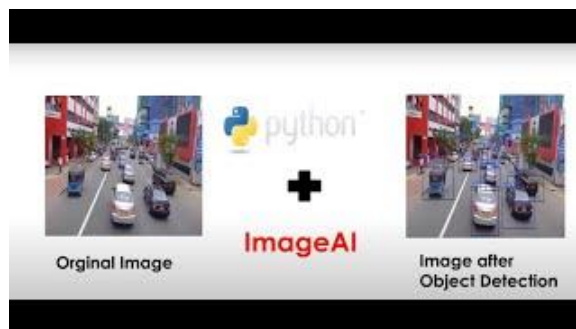 python
+
ImageAI
Orginal Image
Image after
Object Detection